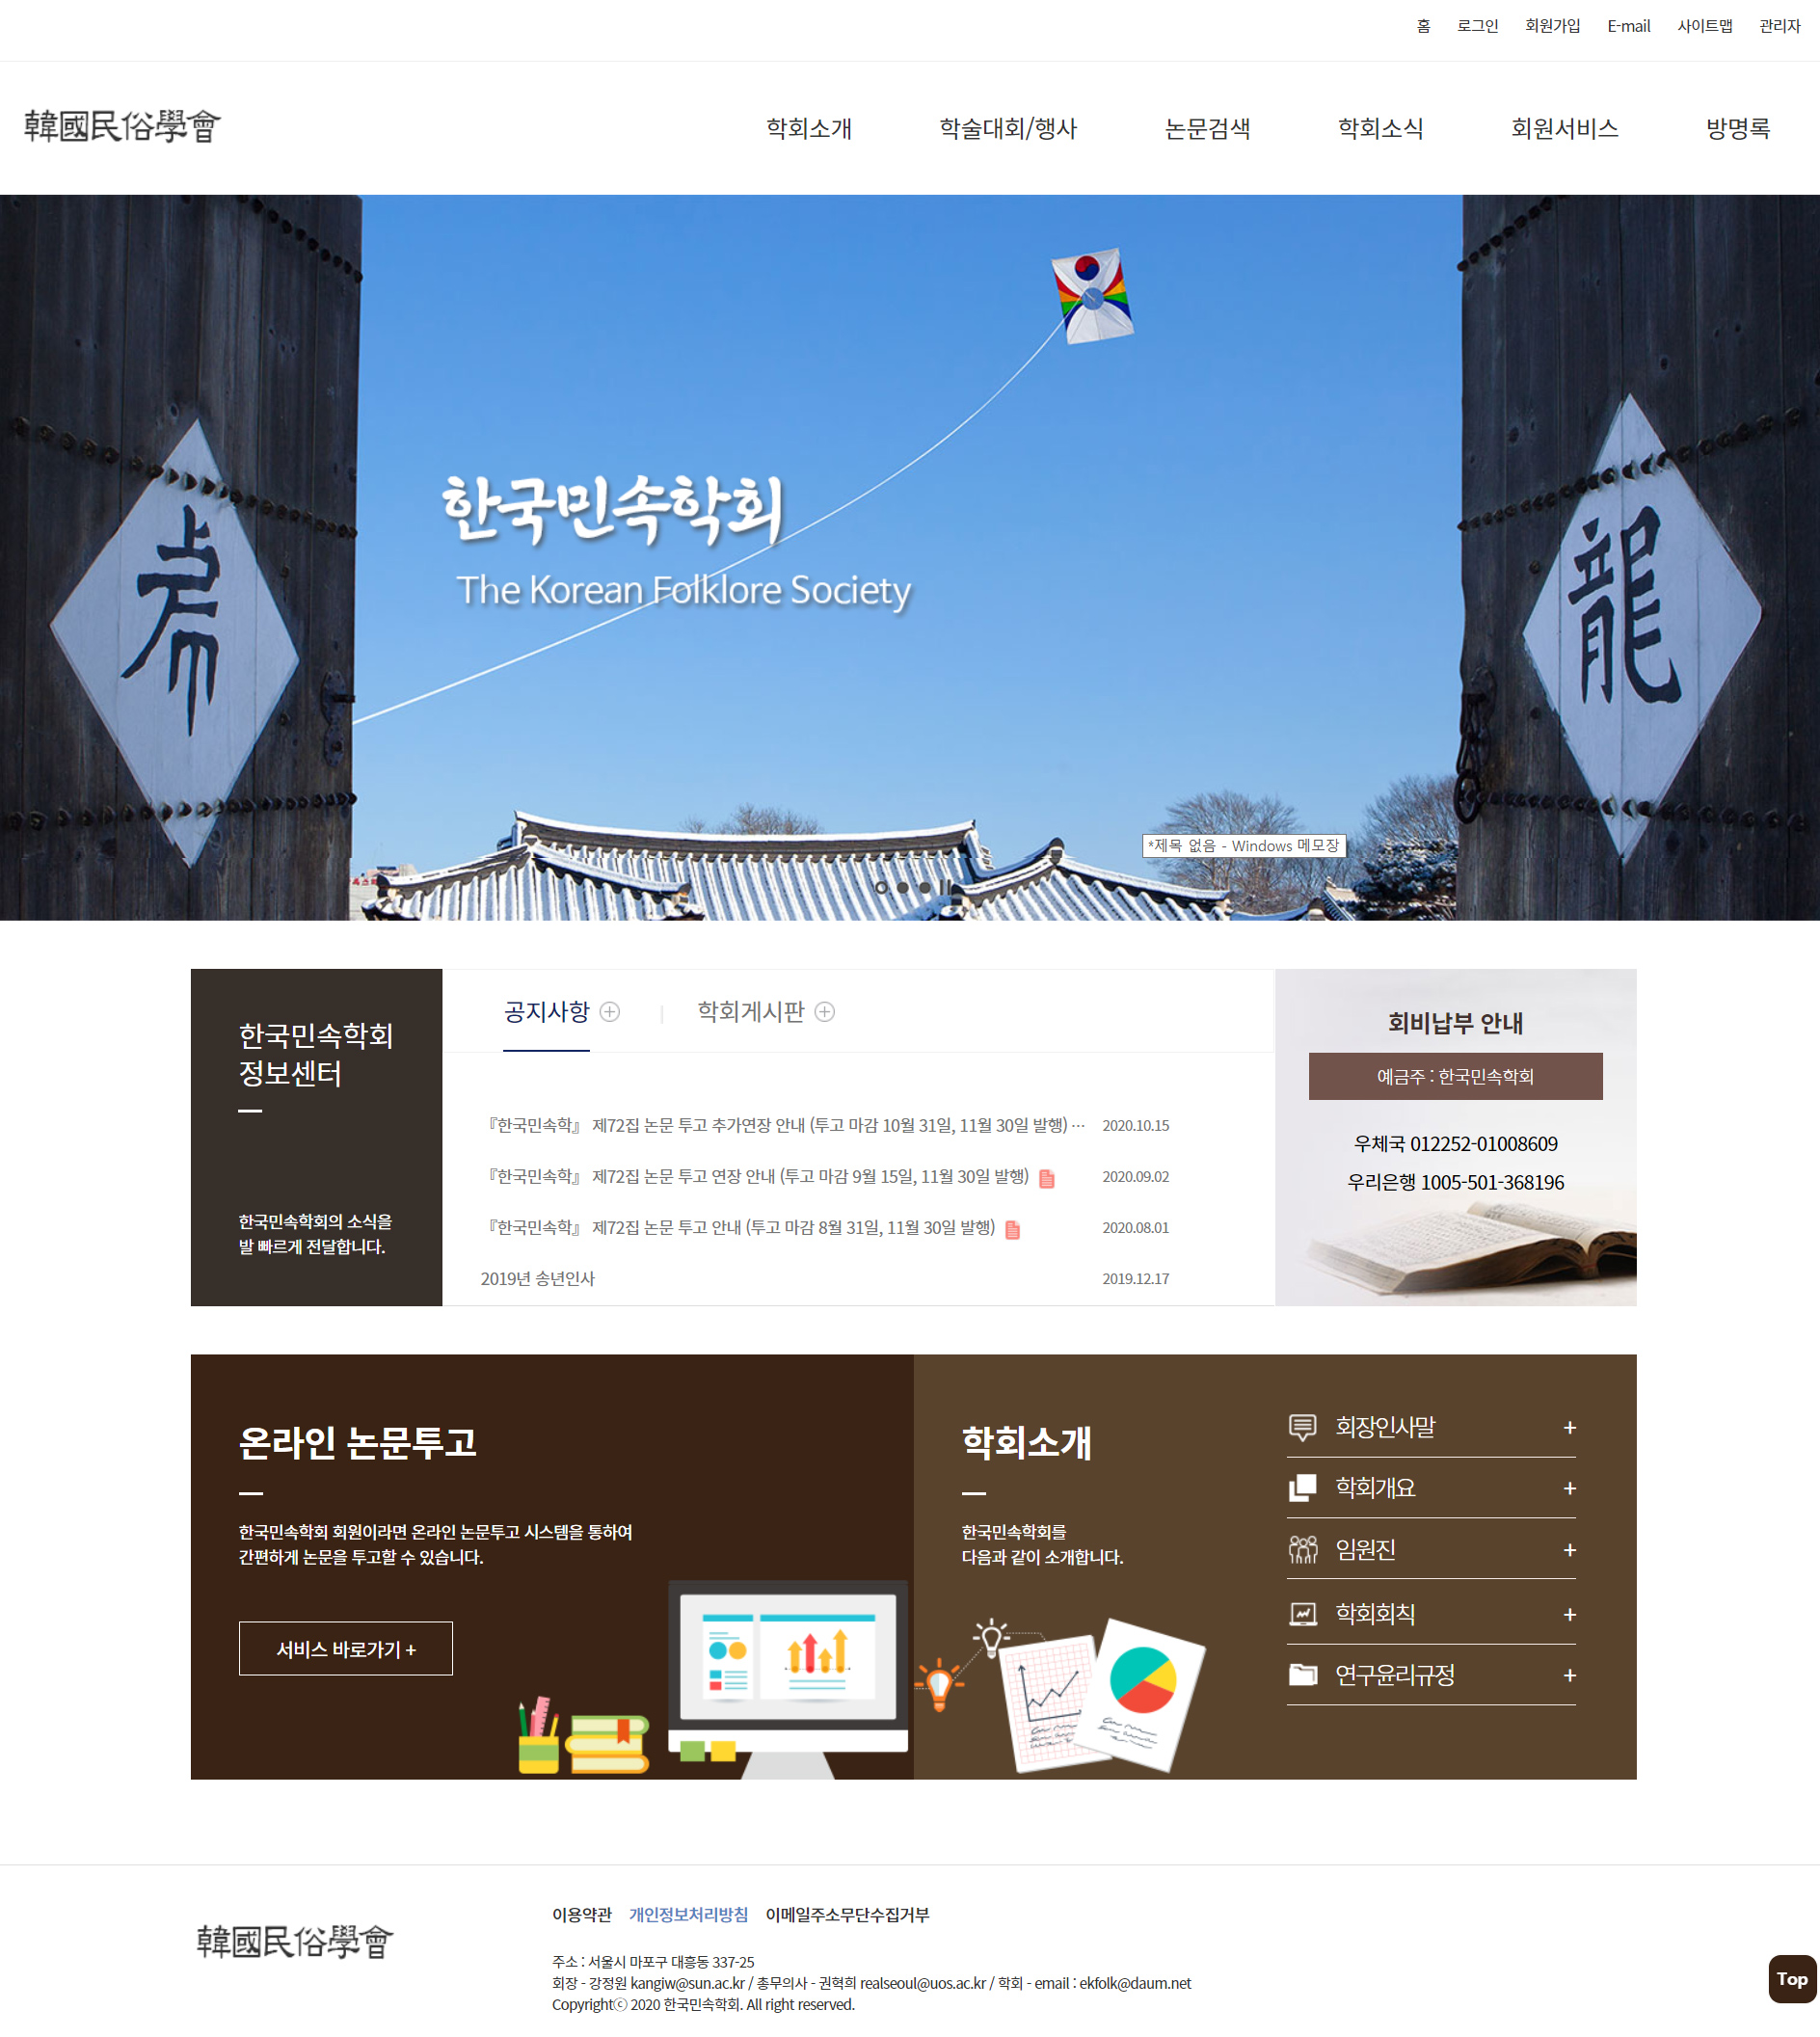 홈 로그인 회원가입 E-mail 사이트맵 관리자
韓國民俗學會
학회소개 학술대회/행사 논문검색 학회소식 회원서비스 방명록
한국민속학회
The Korean Folklore Society
龍
*제목 없음 - Windows 메모장
한국민속학회
정보센터
한국민속학회의 소식을
발 빠르게 전달합니다.
공지사항 학회게시판
『한국민속학』 제72집 논문 투고 추가연장 안내 (투고 마감 10월 31일, 11월 30일 발행) ··· 2020.10.15
『한국민속학』 제72집 논문 투고 연장 안내 (투고 마감 9월 15일, 11월 30일 발행) 2020.09.02
『한국민속학』 제72집 논문 투고 안내 (투고 마감 8월 31일, 11월 30일 발행) 2020.08.01
2019년 송년인사 2019.12.17
회비납부 안내
예금주 : 한국민속학회
우체국 012252-01008609
우리은행 1005-501-368196
온라인 논문투고
한국민속학회 회원이라면 온라인 논문투고 시스템을 통하여
간편하게 논문을 투고할 수 있습니다.
서비스 바로가기 +
학회소개
한국민속학회를
다음과 같이 소개합니다.
회장인사말 +
학회개요 +
임원진 +
학회회칙 +
연구윤리규정 +
韓國民俗學會
이용약관 개인정보처리방침 이메일주소무단수집거부
주소 : 서울시 마포구 대흥동 337-25
회장 - 강정원 kangiw@sun.ac.kr / 총무의사 - 권혁희 realseoul@uos.ac.kr / 학회 - email : ekfolk@daum.net
Copyrightⓒ 2020 한국민속학회. All right reserved.
Top